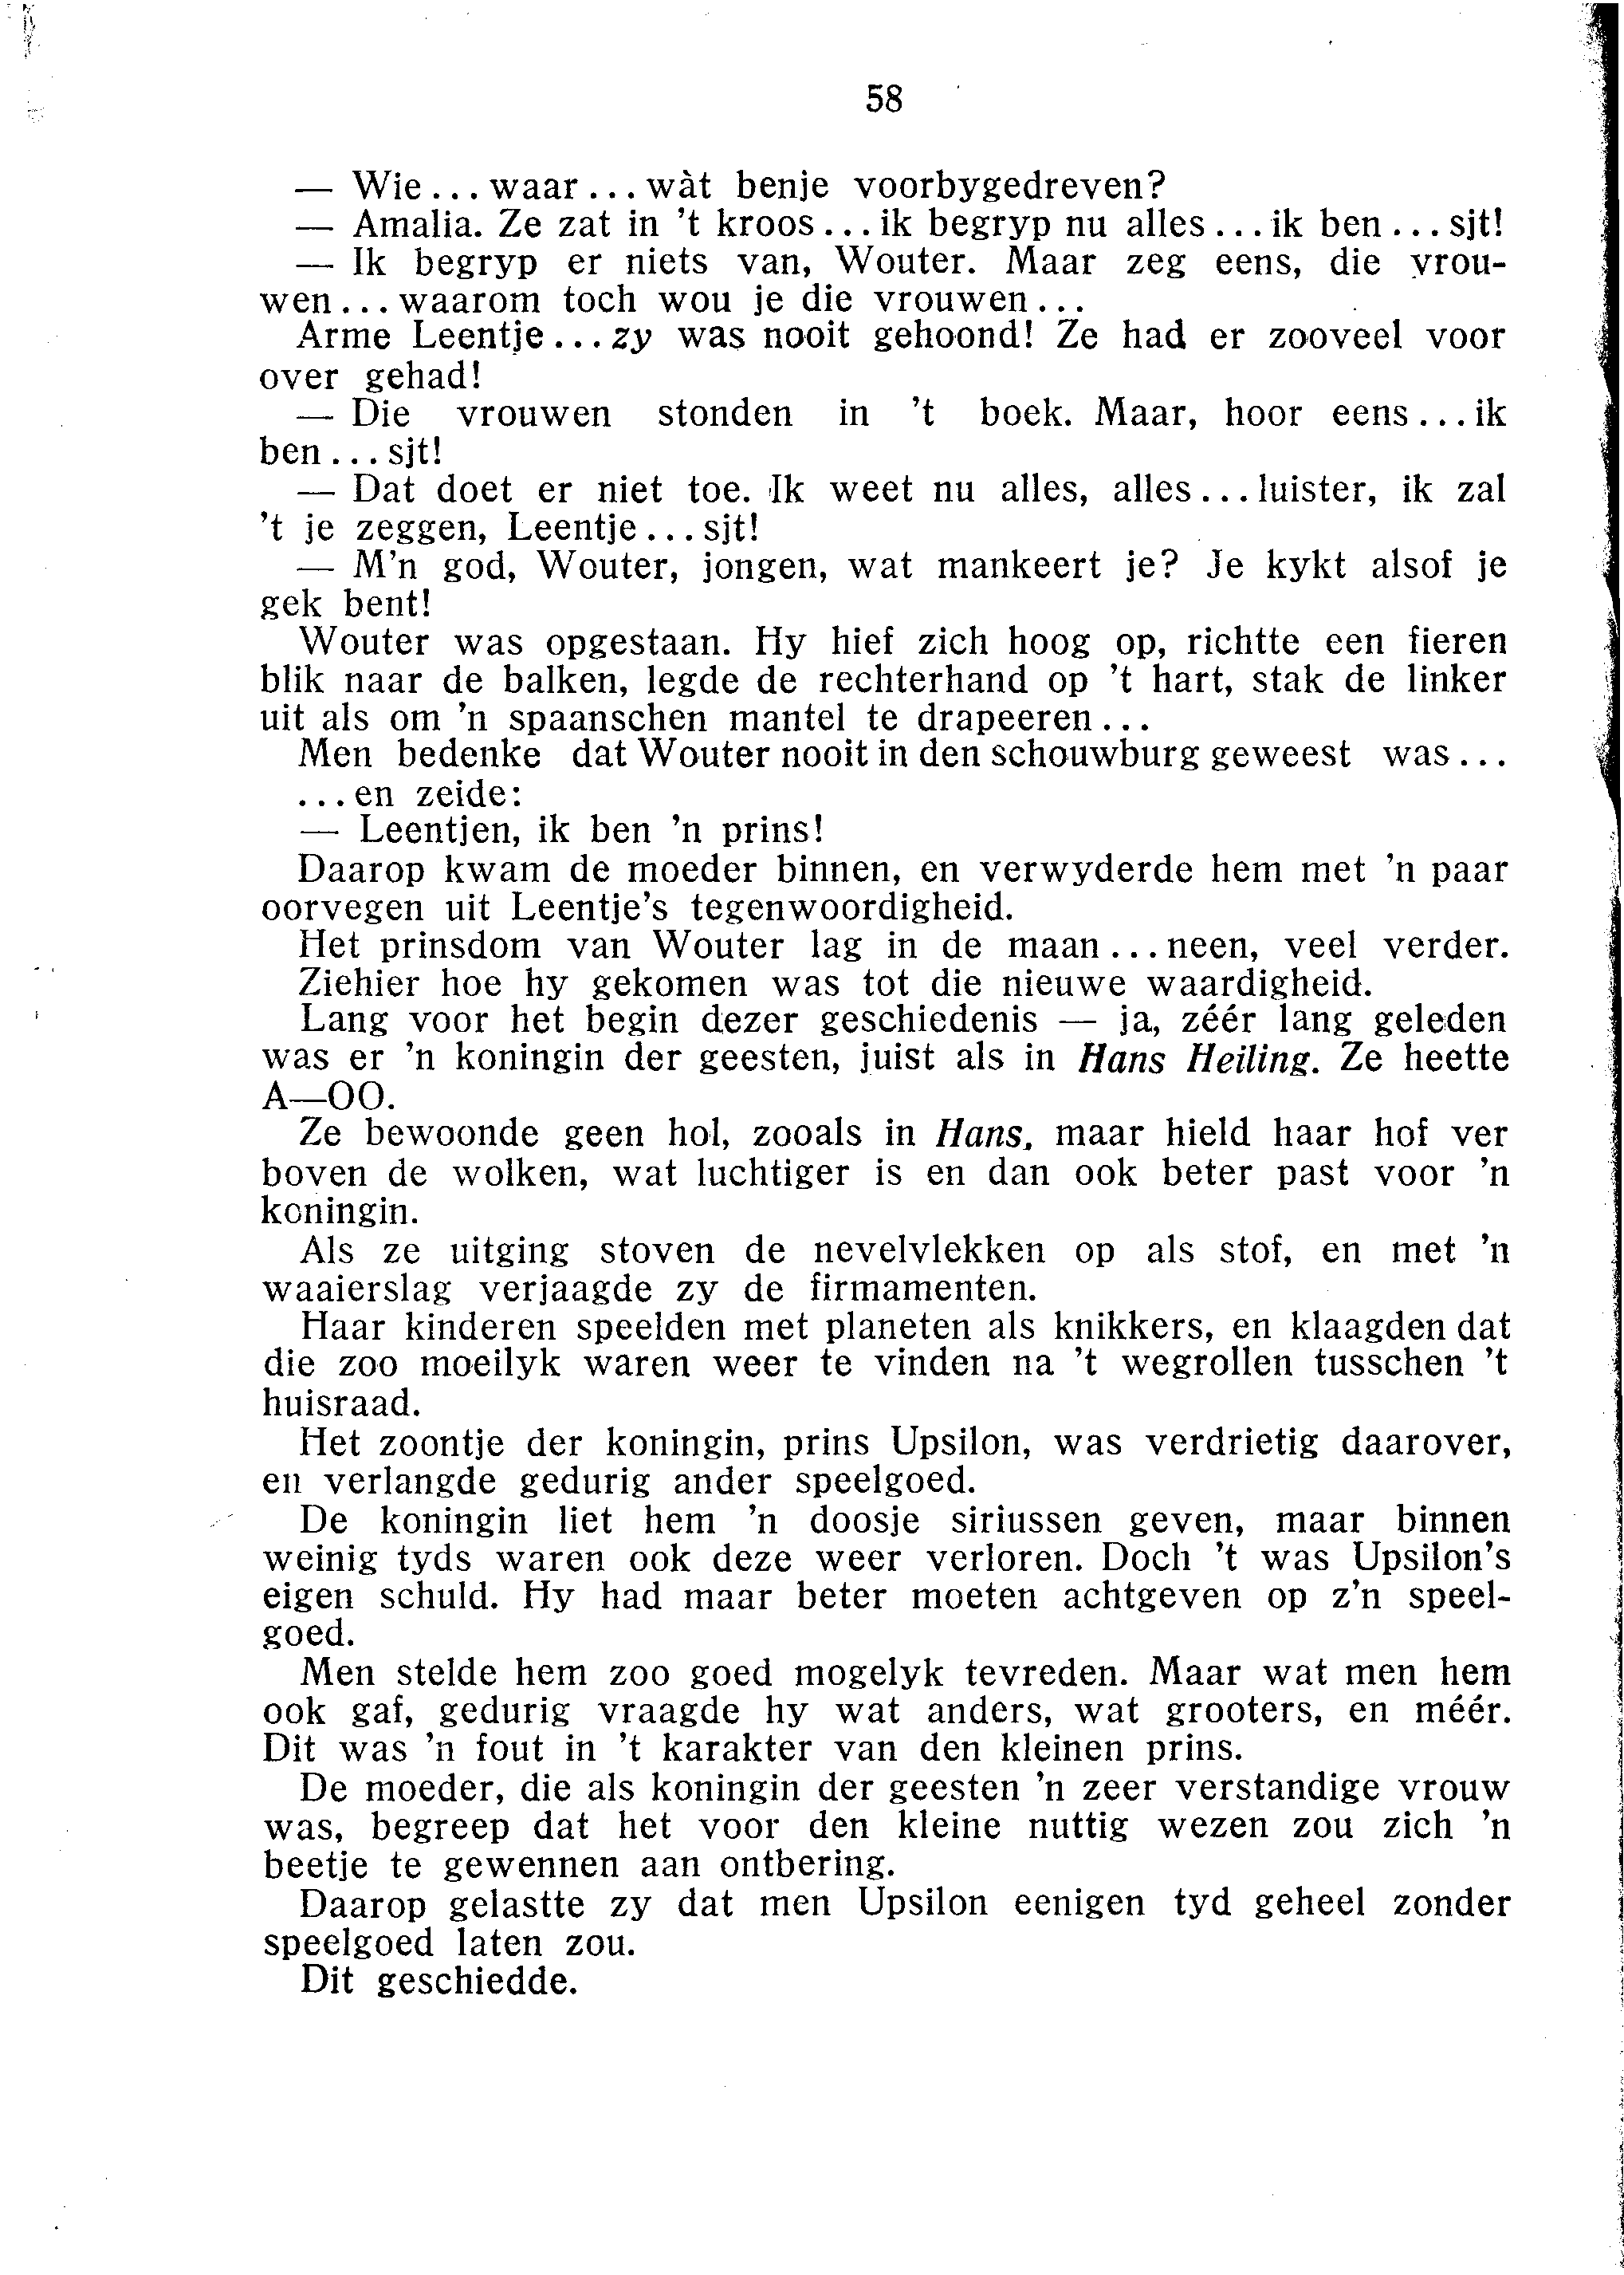 58
— Wie... waar... wàt benje voorbygedreven?
— Amalia. Ze zat in 't kroos... ik begryp nu alles... ik ben... sjt!
— Ik begryp er niets van, Wouter. Maar zeg eens, die vrou-
wen... waarom toch wou je die vrouwen...
Arme Leentje... zy was nooit gehoond! Ze had er zooveel voor
over gehad!
— Die vrouwen stonden in 't boek. Maar, hoor eens... ik
ben... sjt!
— Dat doet er niet toe. Ik weet nu alles, alles... luister, ik zal
't je zeggen, Leentje... sjt!
— M'n god, Wouter, jongen, wat mankeert je? Je kykt alsof je
gek bent!
Wouter was opgestaan. Hy hief zich hoog op, richtte een fieren
blik naar de balken, legde de rechterhand op 't hart, stak de linker
uit als om 'n spaanschen mantel te drapeeren...
Men bedenke dat Wouter nooit in den schouwburg geweest was...
...en zeide:
— Leentjen, ik ben 'n prins!
Daarop kwam de moeder binnen, en verwyderde hem met 'n paar
oorvegen uit Leentje's tegenwoordigheid.
Het prinsdom van Wouter lag in de maan... neen, veel verder.
Ziehier hoe hy gekomen was tot die nieuwe waardigheid.
Lang voor het begin dezer geschiedenis — ja, zéér lang geleden
was er 'n koningin der geesten, juist als in Hans Heiling. Ze heette
A—OO.
Ze bewoonde geen hol, zooals in Hans, maar hield haar hof ver
boven de wolken, wat luchtiger is en dan ook beter past voor 'n
koningin.
Als ze uitging stoven de nevelvlekken op als stof, en met 'n
waaierslag verjaagde zy de firmamenten.
Haar kinderen speelden met planeten als knikkers, en klaagden dat
die zoo moeilyk waren weer te vinden na 't wegrollen tusschen 't
huisraad.
Het zoontje der koningin, prins Upsilon, was verdrietig daarover,
en verlangde gedurig ander speelgoed.
De koningin liet hem 'n doosje siriussen geven, maar binnen
weinig tyds waren ook deze weer verloren. Doch 't was Upsilon's
eigen schuld. Hy had maar beter moeten achtgeven op z'n speel-
goed.
Men stelde hem zoo goed mogelyk tevreden. Maar wat men hem
ook gaf, gedurig vraagde hy wat anders, wat grooters, en méér.
Dit was 'n fout in 't karakter van den kleinen prins.
De moeder, die als koningin der geesten 'n zeer verstandige vrouw
was, begreep dat het voor den kleine nuttig wezen zou zich 'n
beetje te gewennen aan ontbering.
Daarop gelastte zy dat men Upsilon eenigen tyd geheel zonder
speelgoed laten zou.
Dit geschiedde.